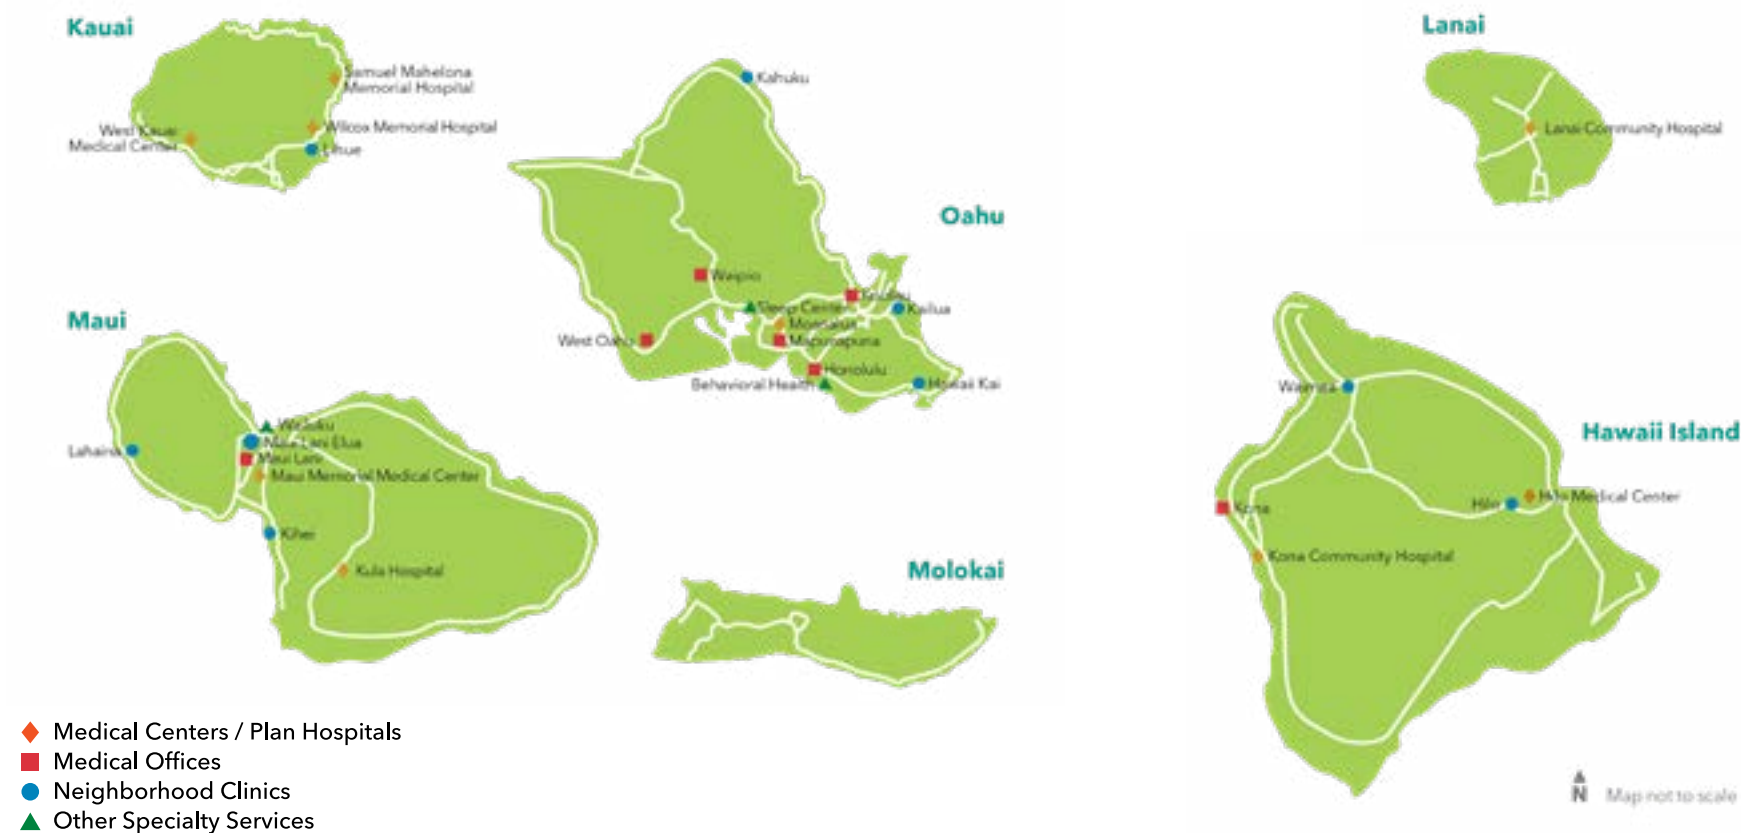 Kauai
Samuel Mahelona
Memorial Hospital
West Kauai
Medical Center
Wilcox Memorial Hospital
Lihue
Oahu
Kahuku
Waipio
Sleep Center
Kailua
Moanalua
West Oahu
Mapunapuna
Honolulu
Behavioral Health
Hawaii Kai
Maui
Wailuku
Maui Lani Elua
Lahaina
Maui Lani
Maui Memorial Medical Center
Kihei
Kula Hospital
Molokai
Lanai
Lanai Community Hospital
Hawaii Island
Waimea
Hilo
Hilo Medical Center
Kona
Kona Community Hospital
Medical Centers / Plan Hospitals
Medical Offices
Neighborhood Clinics
Other Specialty Services
N
Map not to scale